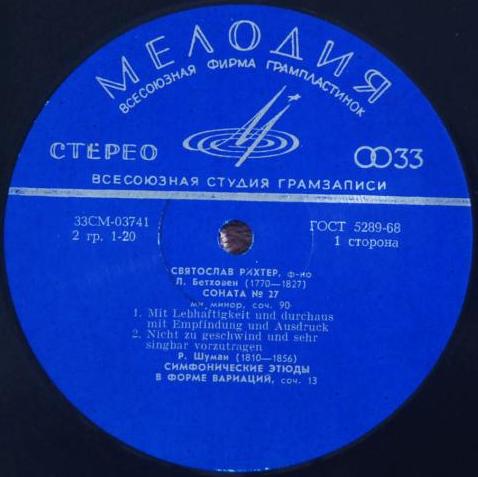 МЕЛОДИЯ
ВСЕСОЮЗНАЯ ФИРМА ГРАМПЛАСТИНОК
СТЕРЕО
33
ВСЕСОЮЗНАЯ СТУДИЯ ГРАМЗАПИСИ
33СМ-03741
ГОСТ 5289-68
2 гр. 1-20
1 сторона
СВЯТОСЛАВ РИХТЕР, ф-но
Л. Бетховен (1770—1827)
СОНАТА № 27
ми минор, соч. 90
1. Mit Lebhaftigkeit und durchaus
mit Empfindung und Ausdruck
2. Nicht zu geschwind und sehr
singbar vorzutragen
Р. Шуман (1810—1856)
СИМФОНИЧЕСКИЕ ЭТЮДЫ
В ФОРМЕ ВАРИАЦИЙ, соч. 13